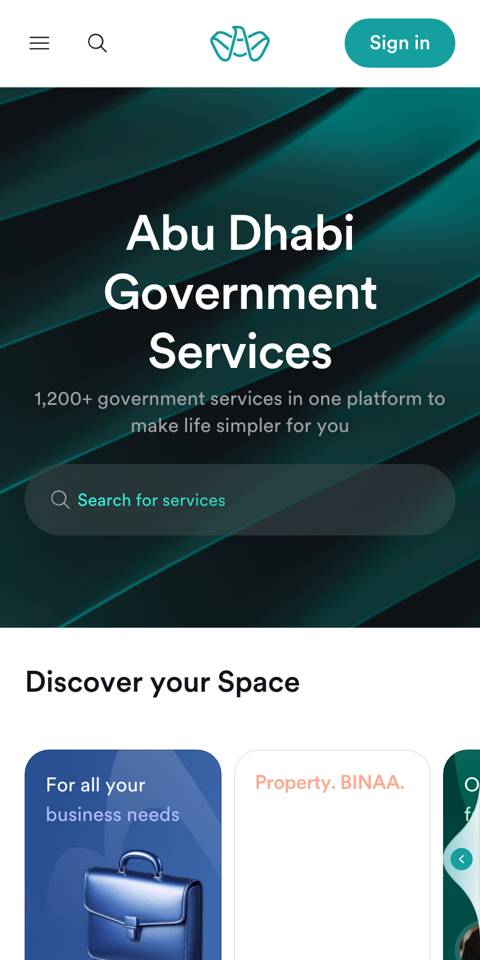 Sign in
Abu Dhabi
Government
Services
1,200+ government services in one platform to
make life simpler for you
Search for services
Discover your Space
For all your
business needs
Property. BINAA.